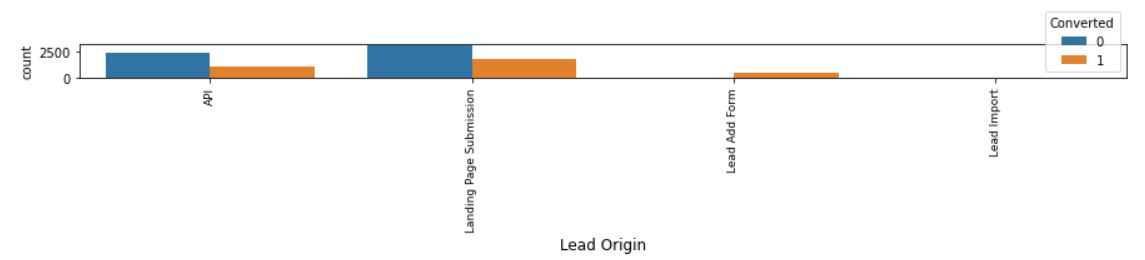 Converted
0
1
count
2500
0
API
Landing Page Submission
Lead Add Form
Lead Import
Lead Origin